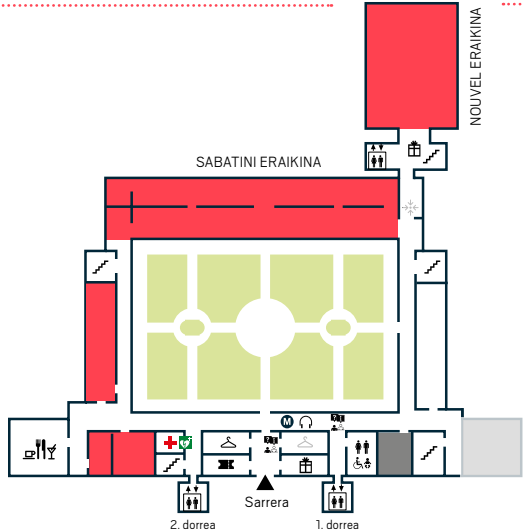 NOUVEL ERAIKINA
SABATINI ERAIKINA
M
Sarrera
2. dorrea
1. dorrea